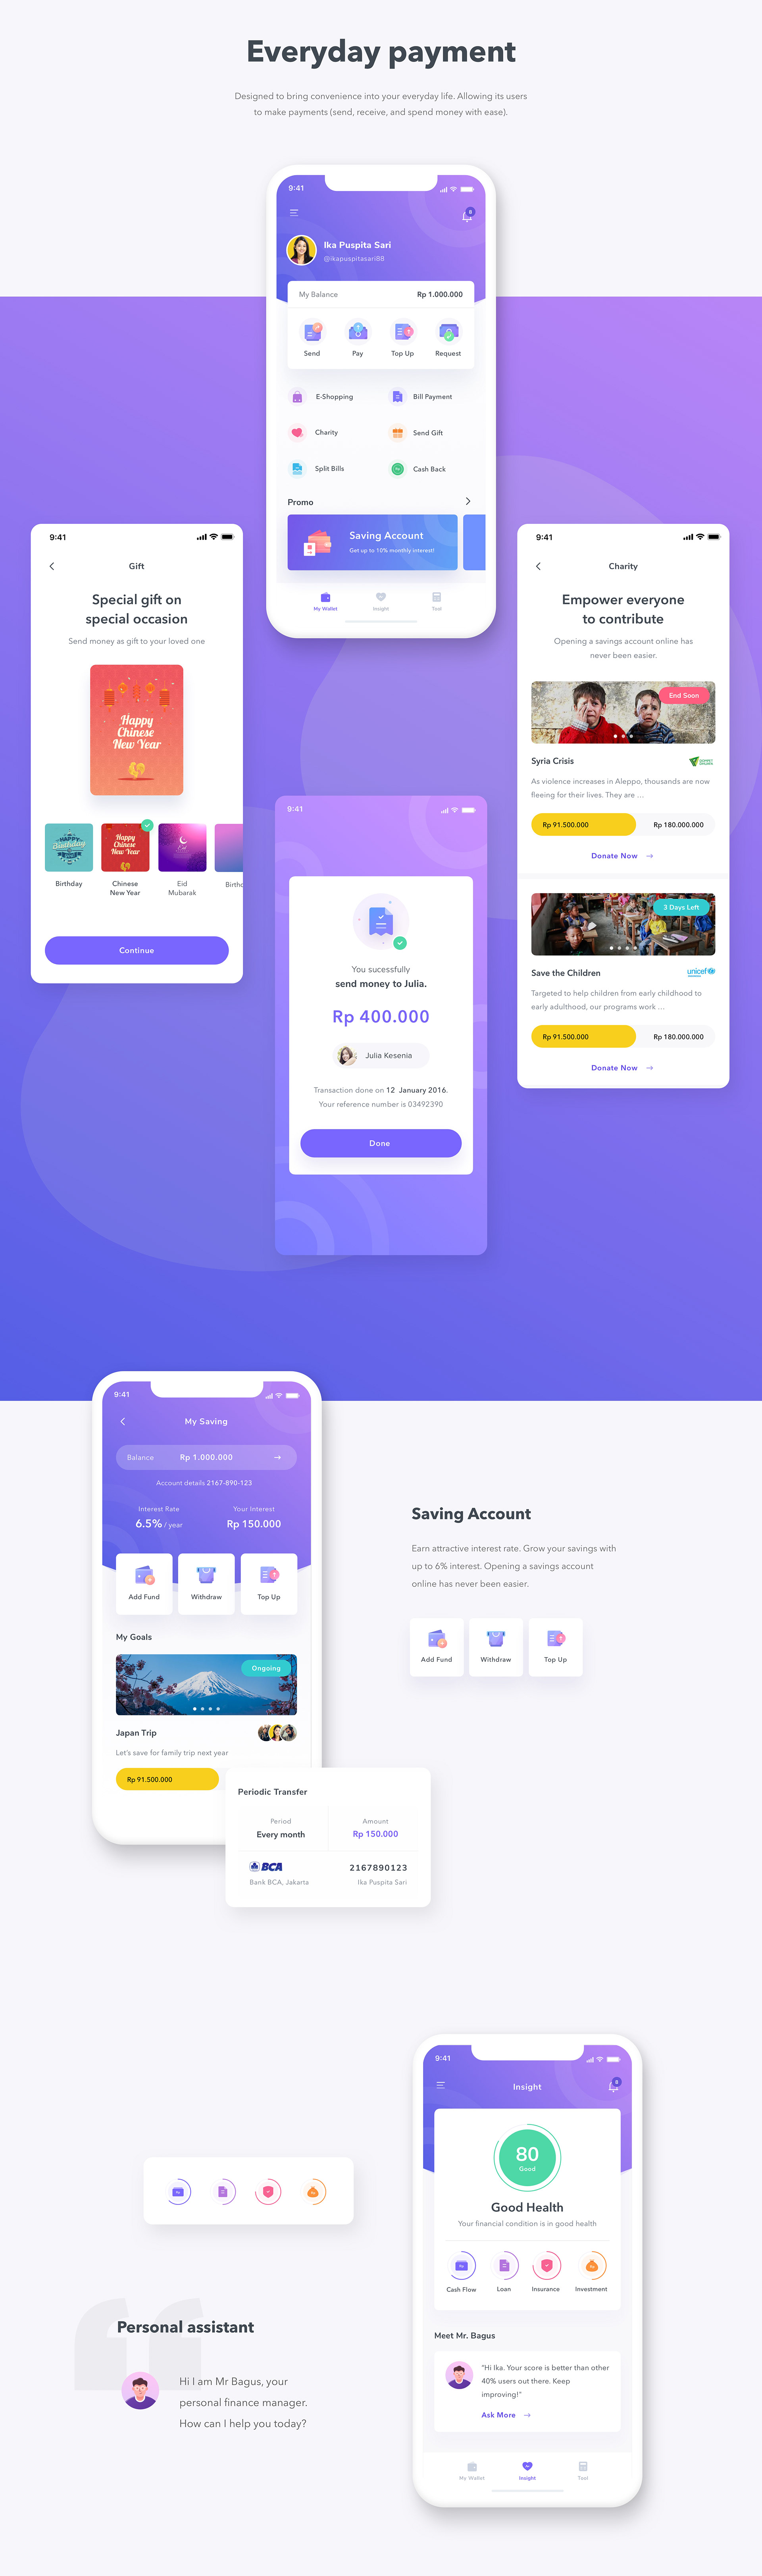 Everyday payment
Designed to bring convenience into your everyday life. Allowing its users
to make payments (send, receive, and spend money with ease).
9:41
8
Ika Puspita Sari
@ikapuspitasari88
My Balance Rp 1.000.000
Send Pay Top Up Request
E-Shopping Bill Payment
Charity Send Gift
Split Bills Cash Back
Promo
Saving Account
Get up to 10% monthly interest!
My Wallet Insight Tool
9:41
Gift
Special gift on
special occasion
Send money as gift to your loved one
Happy
Chinese
New Year
HAPPY
Birthday
Happy
Chinese
New Year
Birthday Chinese Eid Birthd
New Year Mubarak
Continue
9:41
Charity
Empower everyone
to contribute
Opening a savings account online has
never been easier.
End Soon
Syria Crisis
As violence increases in Aleppo, thousands are now
fleeing for their lives. They are ...
Rp 91.500.000 Rp 180.000.000
Donate Now
3 Days Left
Save the Children
unicef
Targeted to help children from early childhood to
early adulthood, our programs work ...
Rp 91.500.000 Rp 180.000.000
Donate Now
9:41
You sucessfully
send money to Julia.
Rp 400.000
Julia Kesenia
Transaction done on 12 January 2016.
Your reference number is 03492390
Done
9:41
My Saving
Balance Rp 1.000.000
Account details 2167-890-123
Interest Rate Your Interest
6.5% / year Rp 150.000
Add Fund Withdraw Top Up
My Goals
Ongoing
Japan Trip
Let's save for family trip next year
Rp 91.500.000
Saving Account
Earn attractive interest rate. Grow your savings with
up to 6% interest. Opening a savings account
online has never been easier.
Add Fund Withdraw Top Up
Periodic Transfer
Period Amount
Every month Rp 150.000
BCA 2167890123
Bank BCA, Jakarta Ika Puspita Sari
9:41
Insight
8
80
Good
Good Health
Your financial condition is in good health
Cash Flow Loan Insurance Investment
Meet Mr. Bagus
"Hi Ika. Your score is better than other
40% users out there. Keep
improving!"
Ask More
My Wallet Insight Tool
Personal assistant
Hi I am Mr Bagus, your
personal finance manager.
How can I help you today?